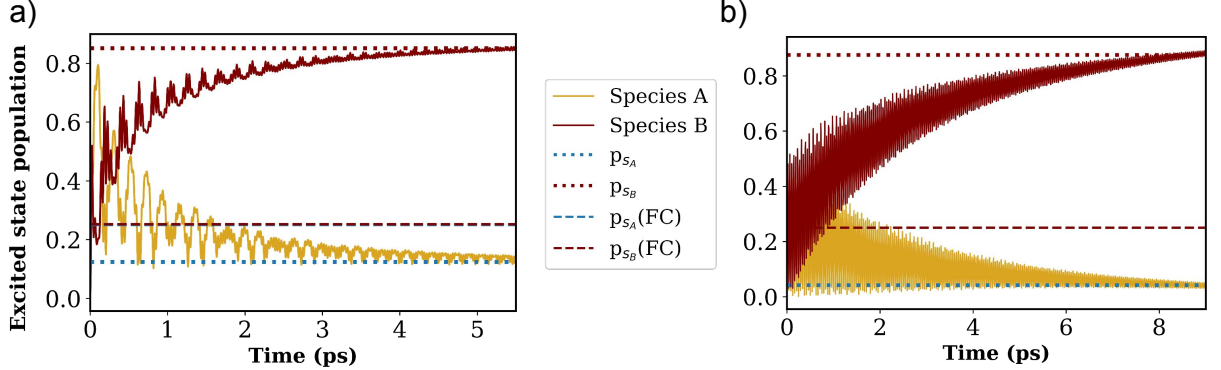 a)
b)
Excited state population
0.8
0.6
0.4
0.2
0.0
0
1
2
3
4
5
Time (ps)
Species A
Species B
p_{S_A}
p_{S_B}
p_{S_A}(FC)
p_{S_B}(FC)
0.8
0.6
0.4
0.2
0.0
0
2
4
6
8
Time (ps)